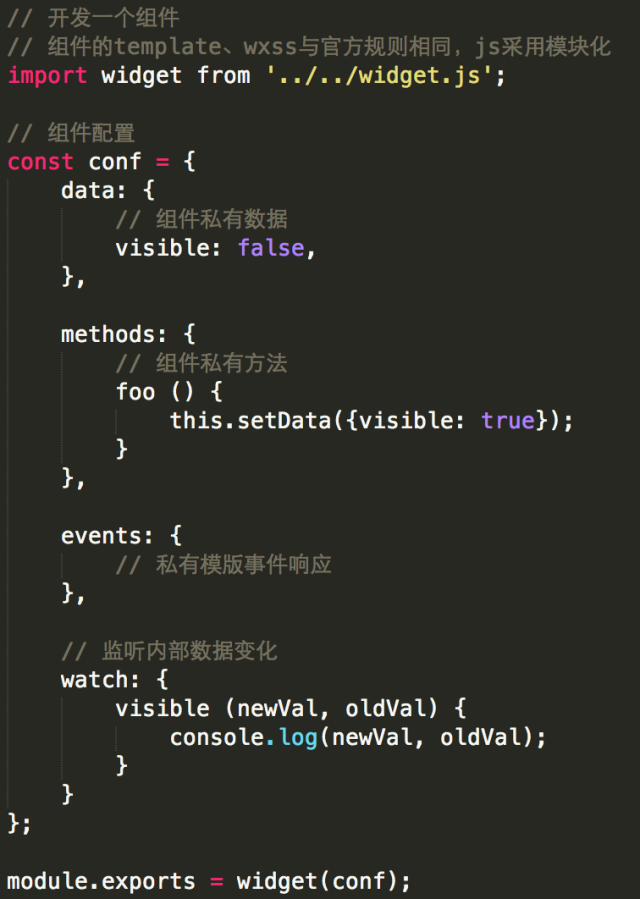 // 开发一个组件
// 组件的template、wxss与官方规则相同，js采用模块化
import widget from '../../widget.js';

// 组件配置
const conf = {
    data: {
        // 组件私有数据
        visible: false,
    },

    methods: {
        // 组件私有方法
        foo () {
            this.setData({visible: true});
        }
    },

    events: {
        // 私有模版事件响应
    },

    // 监听内部数据变化
    watch: {
        visible (newVal, oldVal) {
            console.log(newVal, oldVal);
        }
    }
};

module.exports = widget(conf);